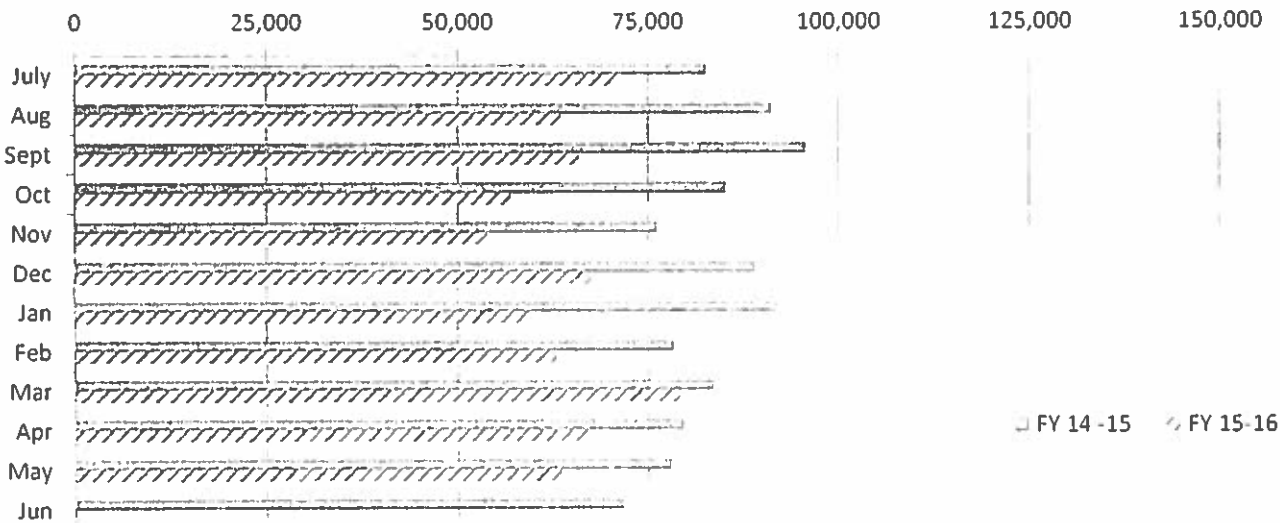 0 25,000 50,000 75,000 100,000 125,000 150,000
July
Aug
Sept
Oct
Nov
Dec
Jan
Feb
Mar
Apr
May
Jun
FY 14 -15 FY 15-16